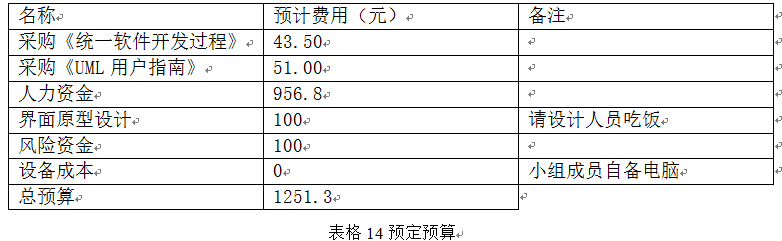 名称 预计费用（元） 备注
采购《统一软件开发过程》 43.50
采购《UML 用户指南》 51.00
人力资金 956.8
界面原型设计 100 请设计人员吃饭
风险资金 100
设备成本 0 小组成员自备电脑
总预算 1251.3
表格 14 预定预算